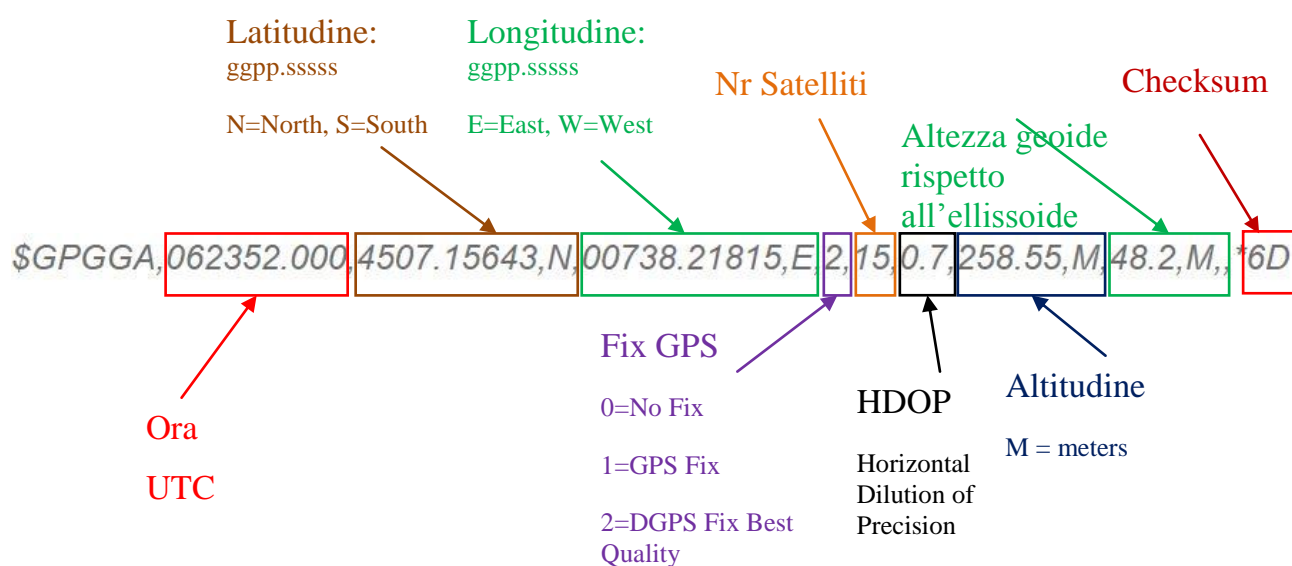 Latitudine:
ggpp.sssss
N=North, S=South
Longitudine:
ggpp.sssss
E=East, W=West
Nr Satelliti
Altezza geoide
rispetto
all’ellissoide
Checksum
$GPGGA,062352.000,4507.15643,N,00738.21815,E,2,15,0.7,258.55,M,48.2,M,,*6D
Ora
UTC
Fix GPS
0=No Fix
1=GPS Fix
2=DGPS Fix Best
Quality
HDOP
Horizontal
Dilution of
Precision
Altitudine
M = meters